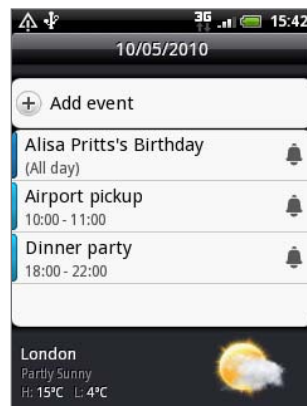 3G 15:42
10/05/2010
Add event
Alisa Pritts's Birthday
(All day)
Airport pickup
10:00 - 11:00
Dinner party
18:00 - 22:00
London
Partly Sunny
H: 15°C L: 4°C